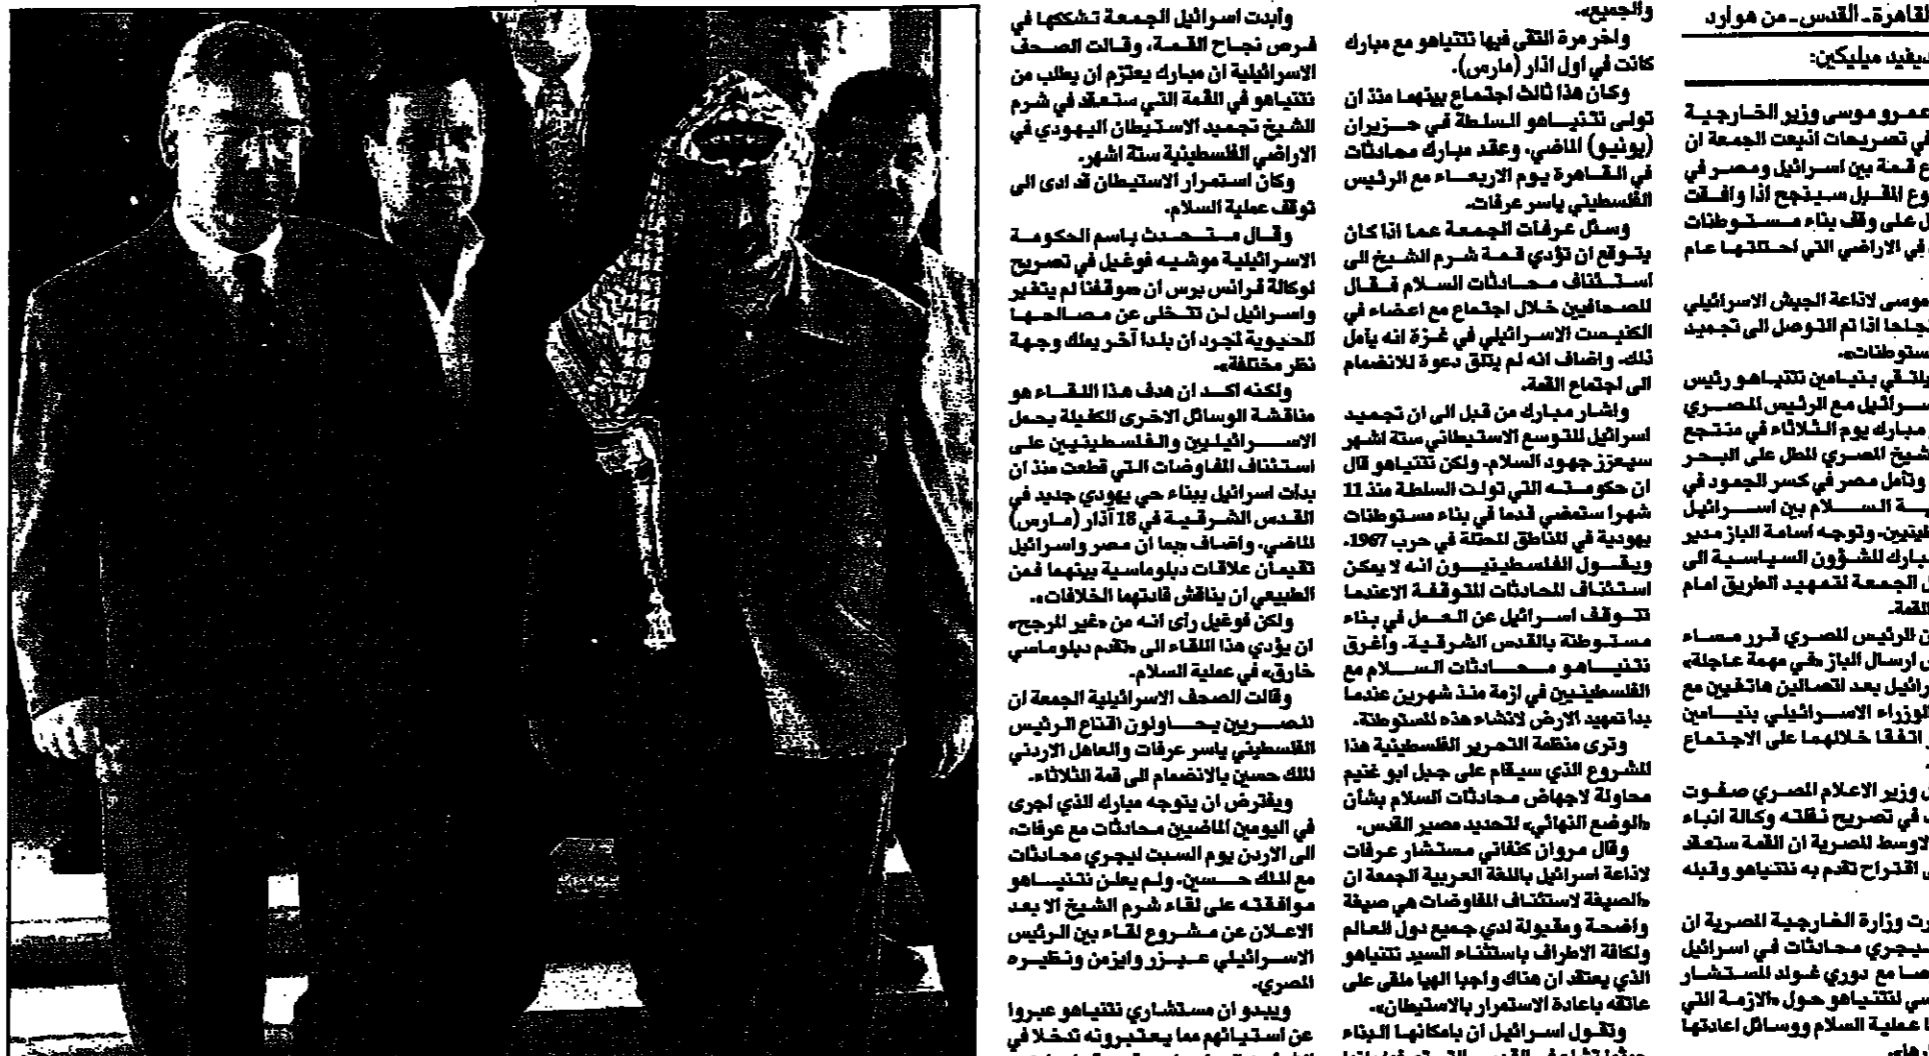 القاهرة ـ القدس ـ من هوارد
ديفيد ميليكين:
عمرو موسى وزير الخارجية
في تصريحات اذيعت الجمعة ان
قمة بين اسرائيل ومصر في
المقبل سينجح اذا وافقت
على وقف بناء مستوطنات
في الاراضي التي احتلتها عام
موسى لاذاعة الجيش الاسرائيلي
اذا تم التوصل الى تجميد
يلتقي بنيامين نتنياهو رئيس
مع الرئيس المصري
مبارك يوم الثلاثاء في منتجع
المصري المطل على البحر
وتأمل مصر في كسر الجمود في
السلام بين اسرائيل
وتوجه اسامة الباز مدير
للشؤون السياسية الى
الجمعة لتمهيد الطريق امام
القمة.
الرئيس المصري قرر مساء
ارسال الباز «في مهمة عاجلة»
بعد اتصالين هاتفيين مع
الوزراء الاسرائيلي بنيامين
اتفقا خلالهما على الاجتماع
وزير الاعلام المصري صفوت
في تصريح نقلته وكالة انباء
المصرية ان القمة ستعقد
اقتراح تقدم به نتنياهو وقبله
وزارة الخارجية المصرية ان
سيجري محادثات في اسرائيل
مع دوري غولد المستشار
لنتنياهو حول «الازمة التي
عملية السلام ووسائل اعادتها
والجميع».
واخر مرة التقى فيها نتنياهو مع مبارك
كانت في اول اذار (مارس).
وكان هذا ثالث اجتماع بينهما منذ ان
تولى نتنياهو السلطة في حزيران
(يونيو) الماضي. وعقد مبارك محادثات
في القاهرة يوم الاربعاء مع الرئيس
الفلسطيني ياسر عرفات.
وسئل عرفات الجمعة عما اذا كان
يتوقع ان تؤدي قمة شرم الشيخ الى
استئناف محادثات السلام فقال
للصحافيين خلال اجتماع مع اعضاء في
الكنيست الاسرائيلي في غزة انه يأمل
ذلك. واضاف انه لم يتلق دعوة للانضمام
الى اجتماع القمة.
واشار مبارك من قبل الى ان تجميد
اسرائيل للتوسع الاستيطاني ستة اشهر
سيعزز جهود السلام. ولكن نتنياهو قال
ان حكومته التي تولت السلطة منذ 11
شهرا ستمضي قدما في بناء مستوطنات
يهودية في المناطق المحتلة في حرب 1967.
ويقول الفلسطينيون انه لا يمكن
استئناف المحادثات المتوقفة الا عندما
تتوقف اسرائيل عن العمل في بناء
مستوطنة بالقدس الشرقية. وأغرق
نتنياهو محادثات السلام مع
الفلسطينيين في ازمة منذ شهرين عندما
بدأ تمهيد الارض لانشاء هذه المستوطنة.
وترى منظمة التحرير الفلسطينية هذا
المشروع الذي سيقام على جبل ابو غنيم
محاولة لاجهاض محادثات السلام بشأن
«الوضع النهائي» لتحديد مصير القدس.
وقال مروان كنفاني مستشار عرفات
لاذاعة اسرائيل باللغة العربية الجمعة ان
«الصيغة لاستئناف المفاوضات هي صيغة
واضحة ومقبولة لدى جميع دول العالم
ولكافة الاطراف باستثناء السيد نتنياهو
الذي يعتقد ان هناك واجبا الهيا ملقى على
عاتقه باعادة الاستمرار بالاستيطان».
وتقول اسرائيل ان بامكانها البناء
وأبدت اسرائيل الجمعة تشككها في
فرص نجاح القمة، وقالت الصحف
الاسرائيلية ان مبارك يعتزم ان يطلب من
نتنياهو في القمة التي ستعقد في شرم
الشيخ تجميد الاستيطان اليهودي في
الاراضي الفلسطينية ستة اشهر.
وكان استمرار الاستيطان قد ادى الى
توقف عملية السلام.
وقال متحدث باسم الحكومة
الاسرائيلية موشيه فوغيل في تصريح
لوكالة فرانس برس ان «موقفنا لم يتغير
واسرائيل لن تتخلى عن مصالحها
الحيوية لمجرد أن بلدا آخر يملك وجهة
نظر مختلفة».
ولكنه اكد ان هدف هذا اللقاء هو
مناقشة الوسائل الاخرى الكفيلة بحمل
الاسرائيليين والفلسطينيين على
استئناف المفاوضات التي قطعت منذ ان
بدأت اسرائيل ببناء حي يهودي جديد في
القدس الشرقية في 18 آذار (مارس)
الماضي. واضاف «بما ان مصر واسرائيل
تقيمان علاقات دبلوماسية بينهما فمن
الطبيعي ان يناقش قادتهما الخلافات».
ولكن فوغيل رأى انه من «غير المرجح»
ان يؤدي هذا اللقاء الى «تقدم دبلوماسي
خارق» في عملية السلام.
وقالت الصحف الاسرائيلية الجمعة ان
المصريين يحاولون اقناع الرئيس
الفلسطيني ياسر عرفات والعاهل الاردني
الملك حسين بالانضمام الى قمة الثلاثاء.
ويفترض ان يتوجه مبارك الذي اجرى
في اليومين الماضيين محادثات مع عرفات،
الى الاردن يوم السبت ليجري محادثات
مع الملك حسين. ولم يعلن نتنياهو
موافقته على لقاء شرم الشيخ الا بعد
الاعلان عن مشروع لقاء بين الرئيس
الاسرائيلي عيزر وايزمن ونظيره
المصري.
ويبدو ان مستشاري نتنياهو عبروا
عن استيائهم مما يعتبرونه تدخلا في